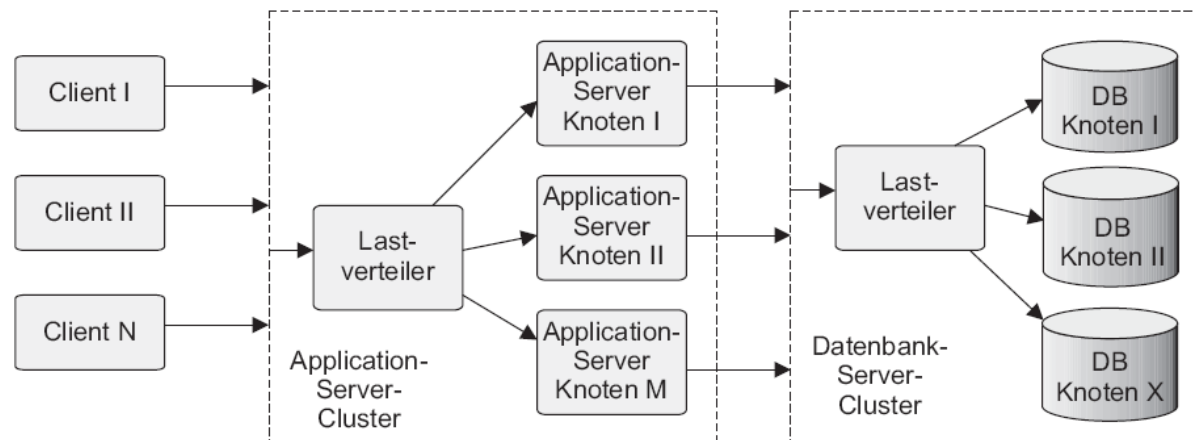 Client I
Client II
Client N
Last-
verteiler
Application-
Server-
Cluster
Application-
Server
Knoten I
Application-
Server
Knoten II
Application-
Server
Knoten M
Last-
verteiler
Datenbank-
Server-
Cluster
DB
Knoten I
DB
Knoten II
DB
Knoten X